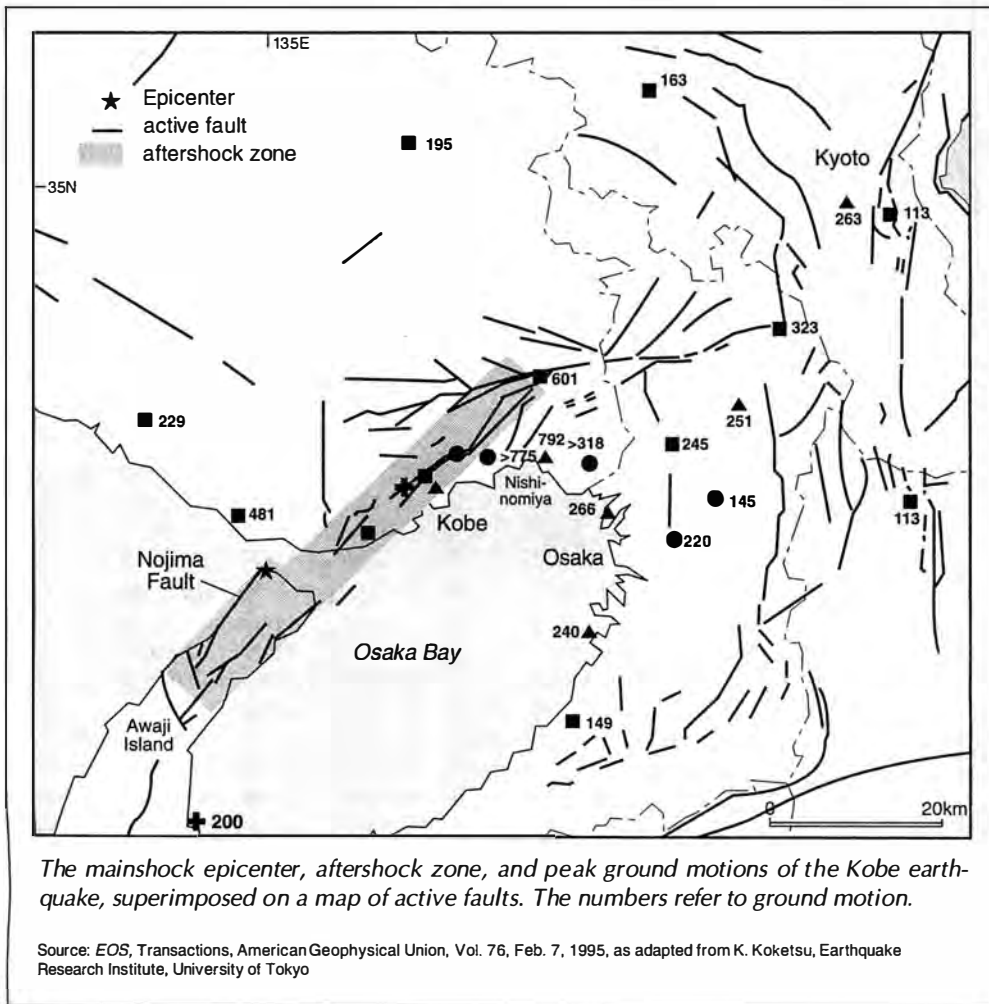 135E
Epicenter
active fault
aftershock zone
163
195
Kyoto
35N
263
113
323
601
229
251
792
>318
>775
245
Nishi-
nomiya
481
Kobe
266
145
113
Nojima
Fault
Osaka
220
240
Osaka Bay
Awaji
Island
149
200
0
20km
The mainshock epicenter, aftershock zone, and peak ground motions of the Kobe earth-
quake, superimposed on a map of active faults. The numbers refer to ground motion.
Source: EOS, Transactions, American Geophysical Union, Vol. 76, Feb. 7, 1995, as adapted from K. Koketsu, Earthquake
Research Institute, University of Tokyo